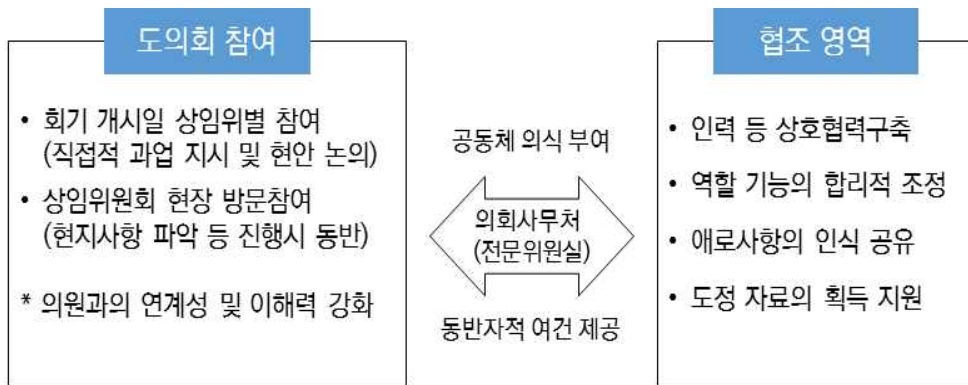 도의회 참여
• 회기 개시일 상임위별 참여
(직접적 과업 지시 및 현안 논의)
• 상임위원회 현장 방문참여
(현지사항 파악 등 진행시 동반)
* 의원과의 연계성 및 이해력 강화
공동체 의식 부여
의회사무처
(전문위원실)
동반자적 여건 제공
협조 영역
• 인력 등 상호협력구축
• 역할 기능의 합리적 조정
• 애로사항의 인식 공유
• 도정 자료의 획득 지원